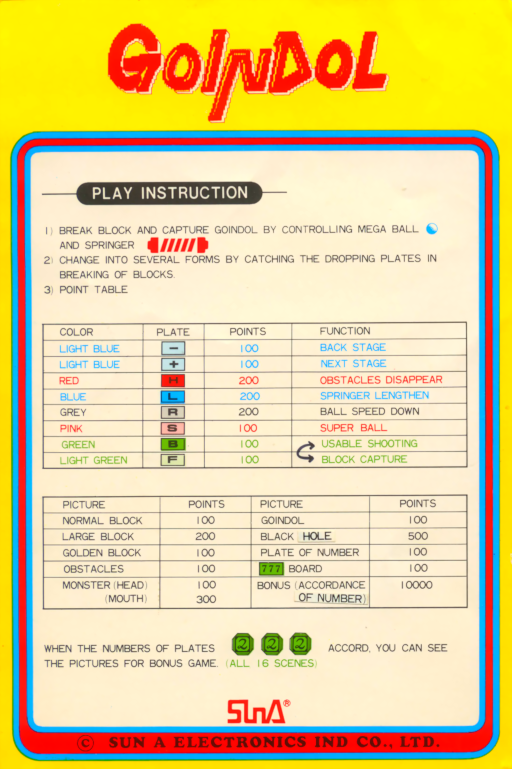 GOINDOL
PLAY INSTRUCTION
1) BREAK BLOCK AND CAPTURE GOINDOL BY CONTROLLING MEGA BALL
AND SPRINGER
2) CHANGE INTO SEVERAL FORMS BY CATCHING THE DROPPING PLATES IN
BREAKING OF BLOCKS.
3) POINT TABLE
COLOR PLATE POINTS FUNCTION
LIGHT BLUE – 100 BACK STAGE
LIGHT BLUE + 100 NEXT STAGE
RED H 200 OBSTACLES DISAPPEAR
BLUE L 200 SPRINGER LENGTHEN
GREY R 200 BALL SPEED DOWN
PINK S 100 SUPER BALL
GREEN B 100 USABLE SHOOTING
LIGHT GREEN F 100 BLOCK CAPTURE
PICTURE POINTS PICTURE POINTS
NORMAL BLOCK 100 GOINDOL 100
LARGE BLOCK 200 BLACK HOLE 500
GOLDEN BLOCK 100 PLATE OF NUMBER 100
OBSTACLES 100 777 BOARD 100
MONSTER (HEAD) 100 BONUS (ACCORDANCE 10000
(MOUTH) 300 OF NUMBER)
WHEN THE NUMBERS OF PLATES 2 2 2 ACCORD, YOU CAN SEE
THE PICTURES FOR BONUS GAME. (ALL 16 SCENES)
SUNA®
© SUN A ELECTRONICS IND CO., LTD.